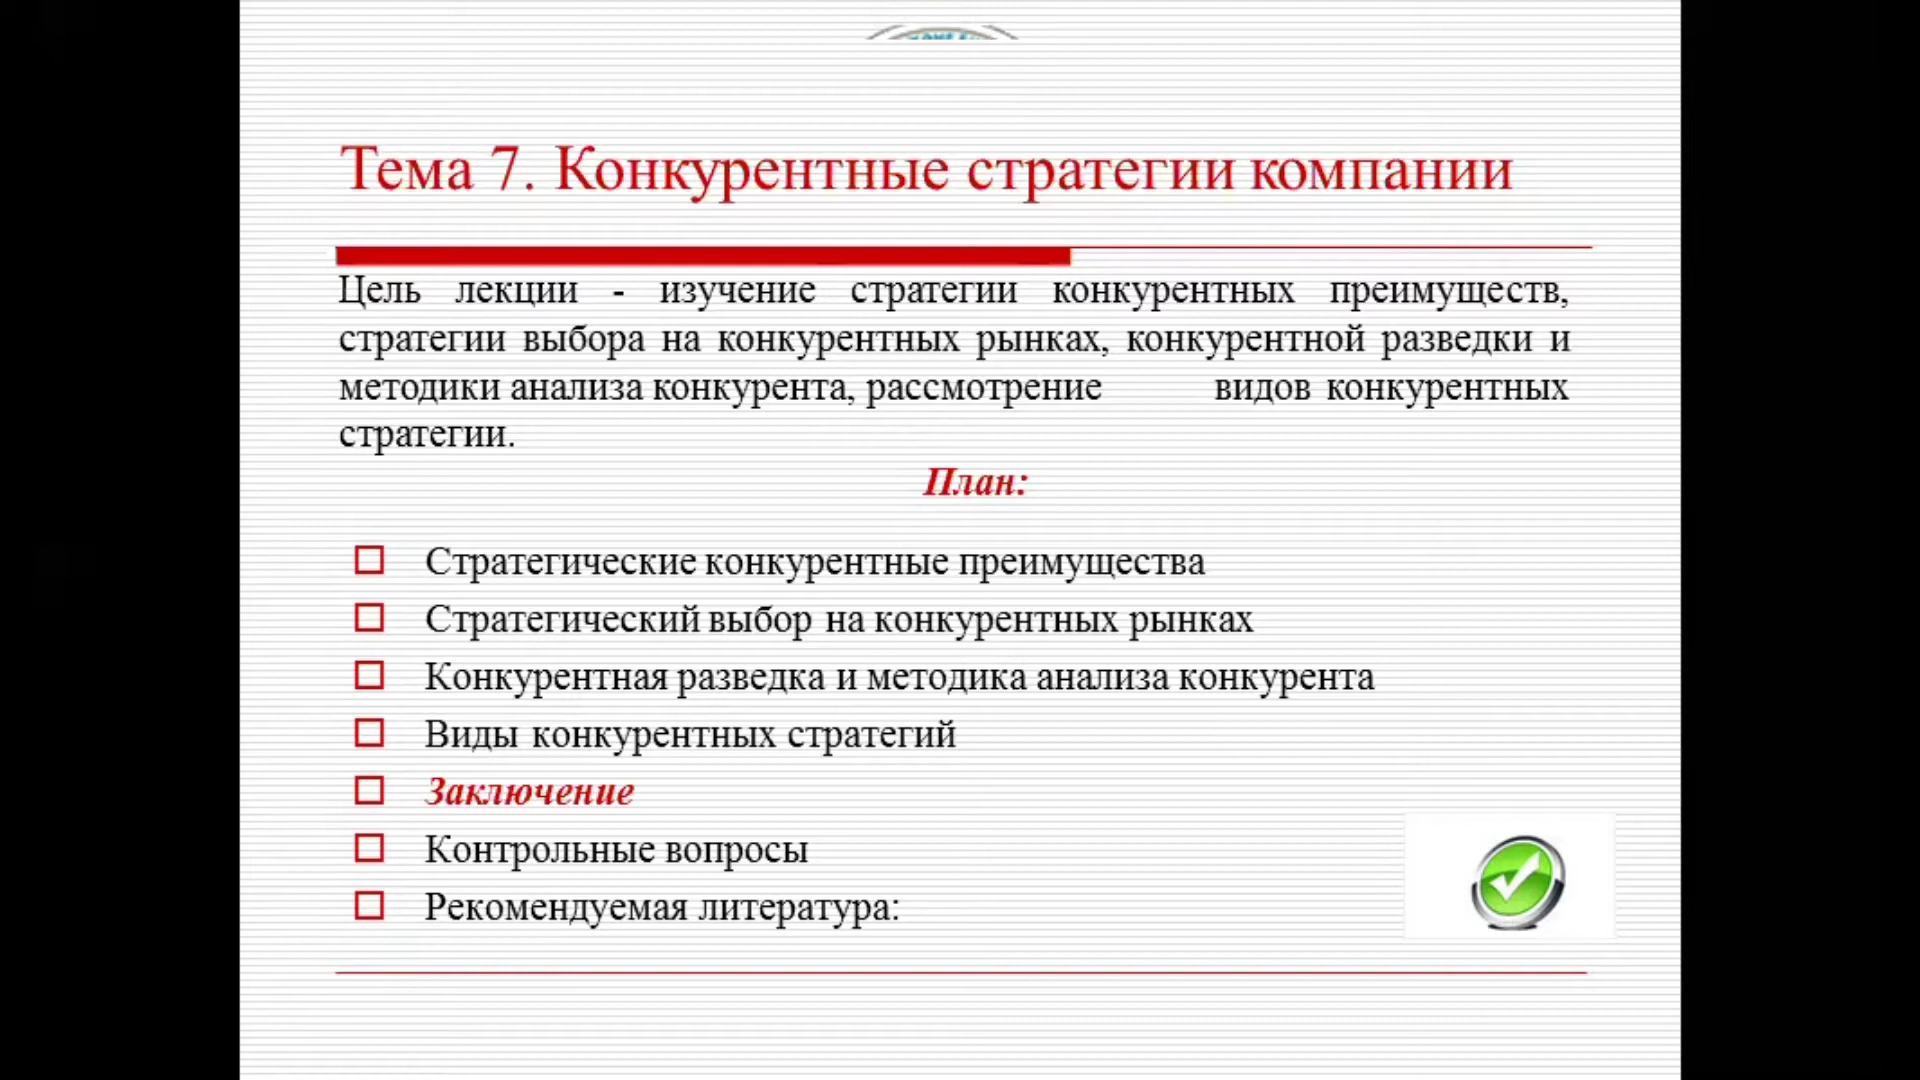 Тема 7. Конкурентные стратегии компании
Цель лекции - изучение стратегии конкурентных преимуществ,
стратегии выбора на конкурентных рынках, конкурентной разведки и
методики анализа конкурента, рассмотрение видов конкурентных
стратегии.
План:
Стратегические конкурентные преимущества
Стратегический выбор на конкурентных рынках
Конкурентная разведка и методика анализа конкурента
Виды конкурентных стратегий
Заключение
Контрольные вопросы
Рекомендуемая литература: